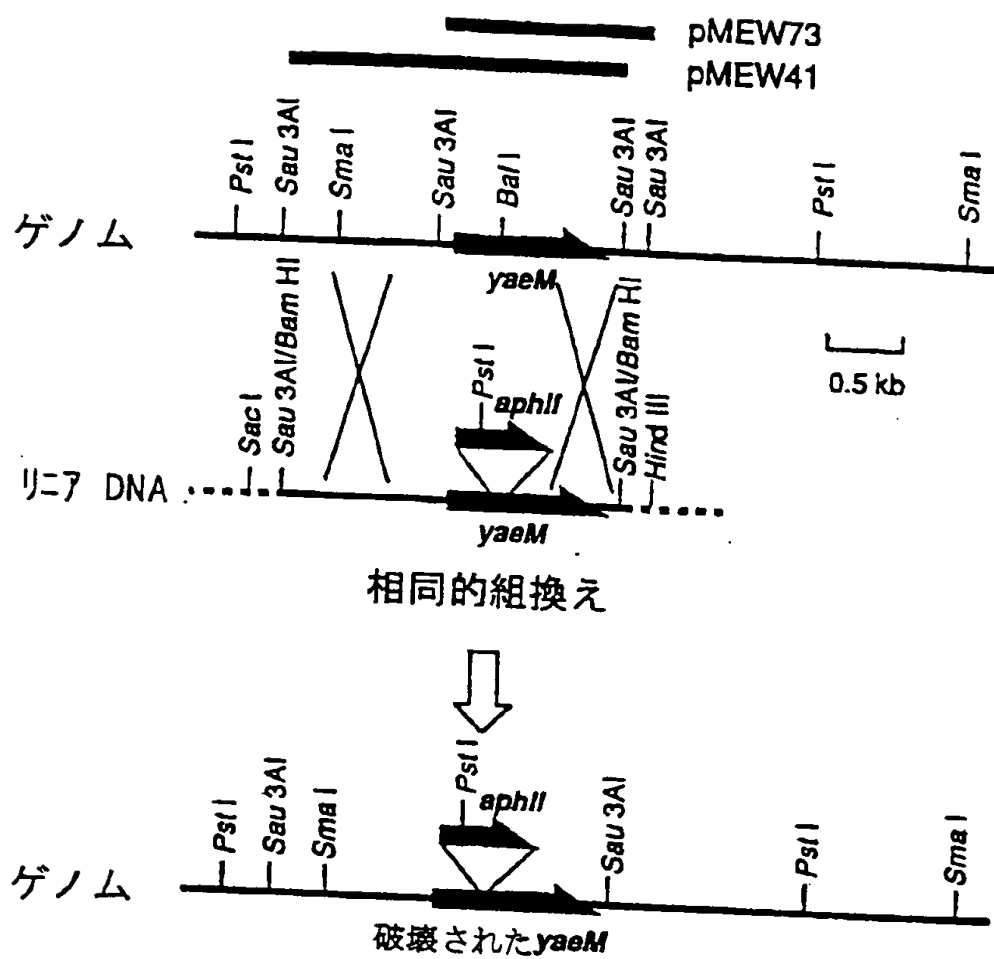 pMEW73
pMEW41
Pst I
Sau 3AI
Sma I
Sau 3AI
Bal I
Sau 3AI
Sau 3AI
Pst I
Sma I
ゲノム
yaeM
0.5 kb
Sac I
Sau 3AI/Bam HI
Pst I
aphII
Sau 3AI/Bam HI
Hind III
リニア DNA
yaeM
相同的組換え
Pst I
Sau 3AI
Sma I
Pst I
aphII
Sau 3AI
Pst I
Sma I
ゲノム
破壊されたyaeM